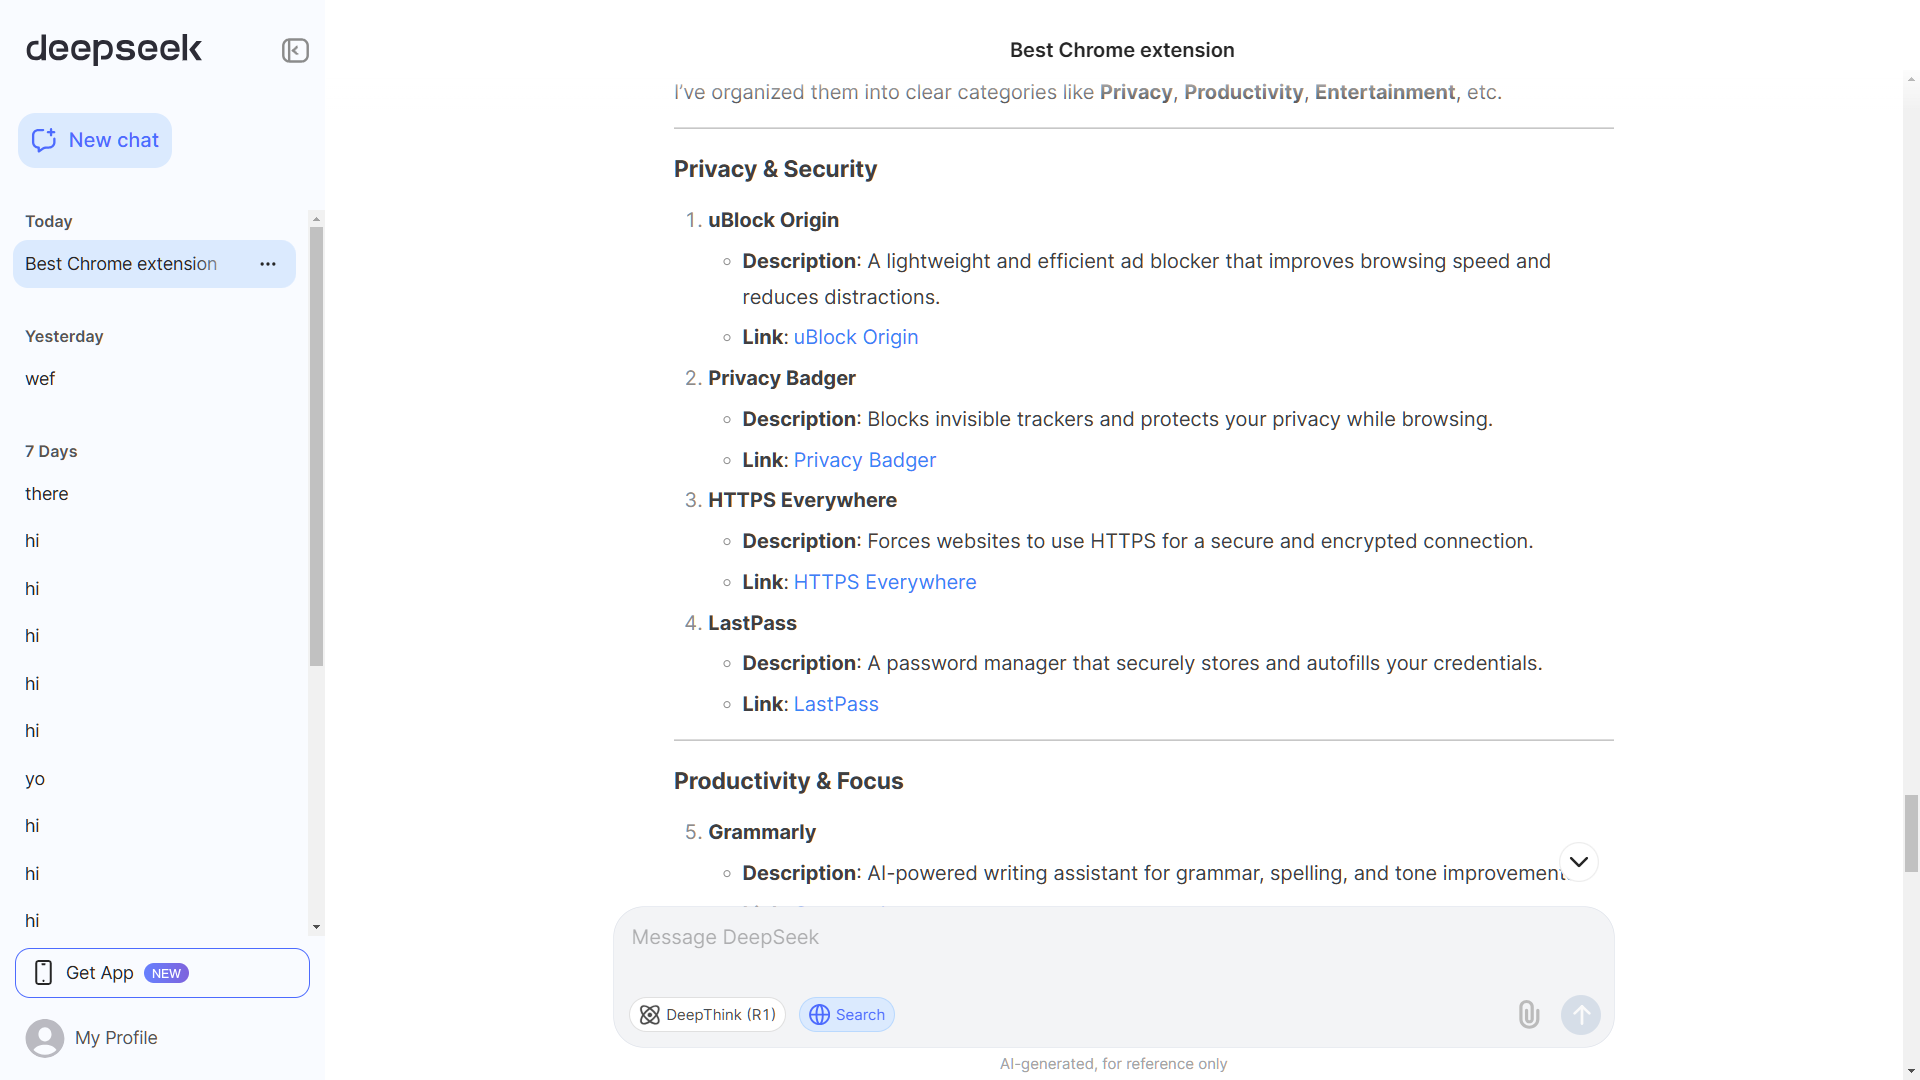 deepseek
New chat
Today
Best Chrome extension
Yesterday
wef
7 Days
there
hi
hi
hi
hi
hi
yo
hi
hi
hi
Get App NEW
My Profile
Best Chrome extension
I’ve organized them into clear categories like Privacy, Productivity, Entertainment, etc.
Privacy & Security
1. uBlock Origin
Description: A lightweight and efficient ad blocker that improves browsing speed and
reduces distractions.
Link: uBlock Origin
2. Privacy Badger
Description: Blocks invisible trackers and protects your privacy while browsing.
Link: Privacy Badger
3. HTTPS Everywhere
Description: Forces websites to use HTTPS for a secure and encrypted connection.
Link: HTTPS Everywhere
4. LastPass
Description: A password manager that securely stores and autofills your credentials.
Link: LastPass
Productivity & Focus
5. Grammarly
Description: AI-powered writing assistant for grammar, spelling, and tone improvement
Message DeepSeek
DeepThink (R1)
Search
AI-generated, for reference only